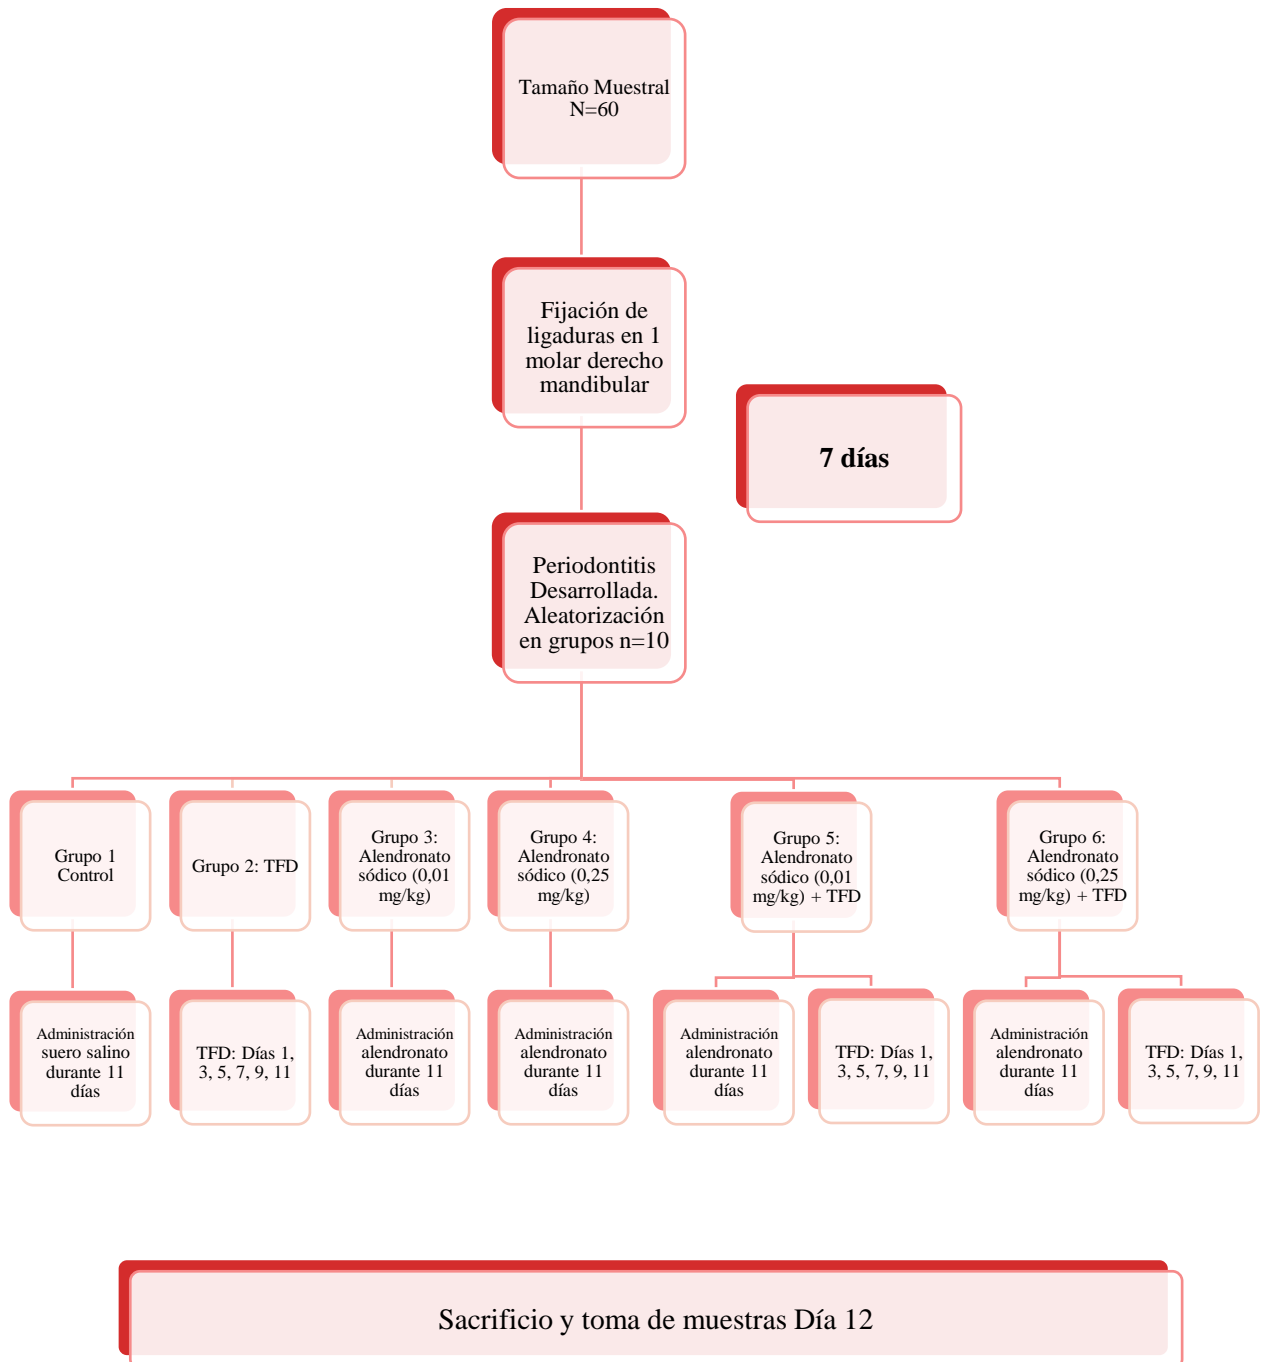 Tamaño Muestral
N=60
Fijación de
ligaduras en 1
molar derecho
mandibular
7 días
Periodontitis
Desarrollada.
Aleatorización
en grupos n=10
Grupo 1
Control
Grupo 2: TFD
Grupo 3:
Alendronato
sódico (0,01
mg/kg)
Grupo 4:
Alendronato
sódico (0,25
mg/kg)
Grupo 5:
Alendronato
sódico (0,01
mg/kg) + TFD
Grupo 6:
Alendronato
sódico (0,25
mg/kg) + TFD
Administración
suero salino
durante 11
días
TFD: Días 1,
3, 5, 7, 9, 11
Administración
alendronato
durante 11
días
Administración
alendronato
durante 11
días
Administración
alendronato
durante 11
días
TFD: Días 1,
3, 5, 7, 9, 11
Administración
alendronato
durante 11
días
TFD: Días 1,
3, 5, 7, 9, 11
Sacrificio y toma de muestras Día 12